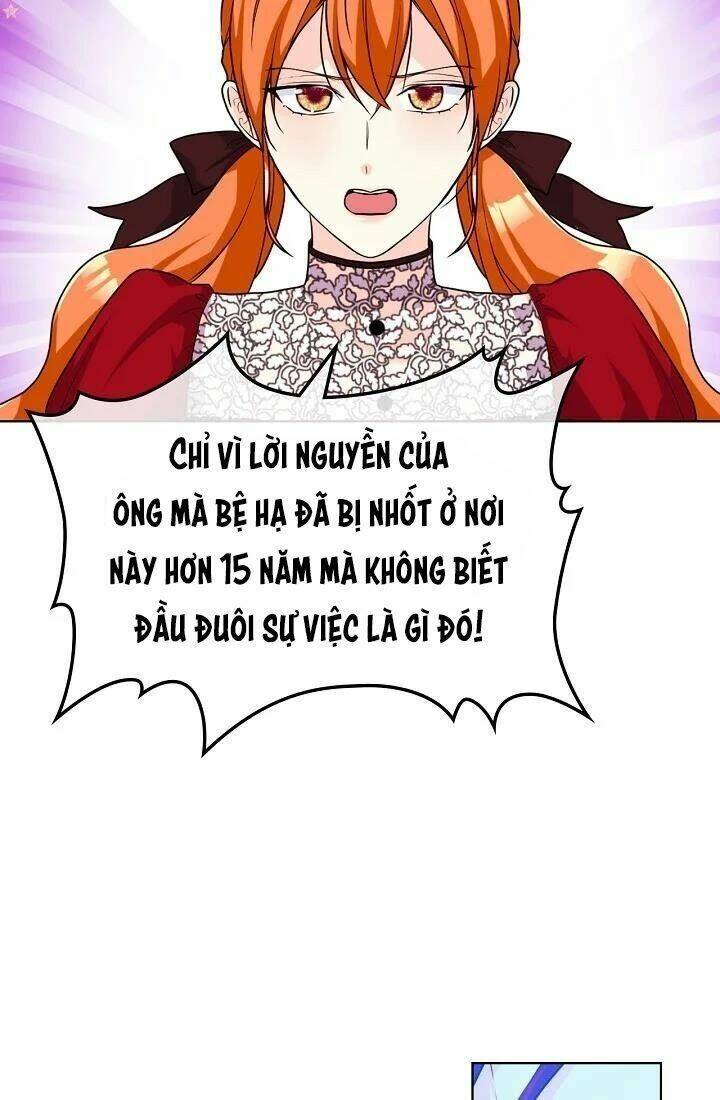 CHỈ VÌ LỜI NGUYỀN CỦA
ÔNG MÀ BỆ HẠ ĐÃ BỊ NHỐT Ở NƠI
NÀY HƠN 15 NĂM MÀ KHÔNG BIẾT
ĐẦU ĐUÔI SỰ VIỆC LÀ GÌ ĐÓ!